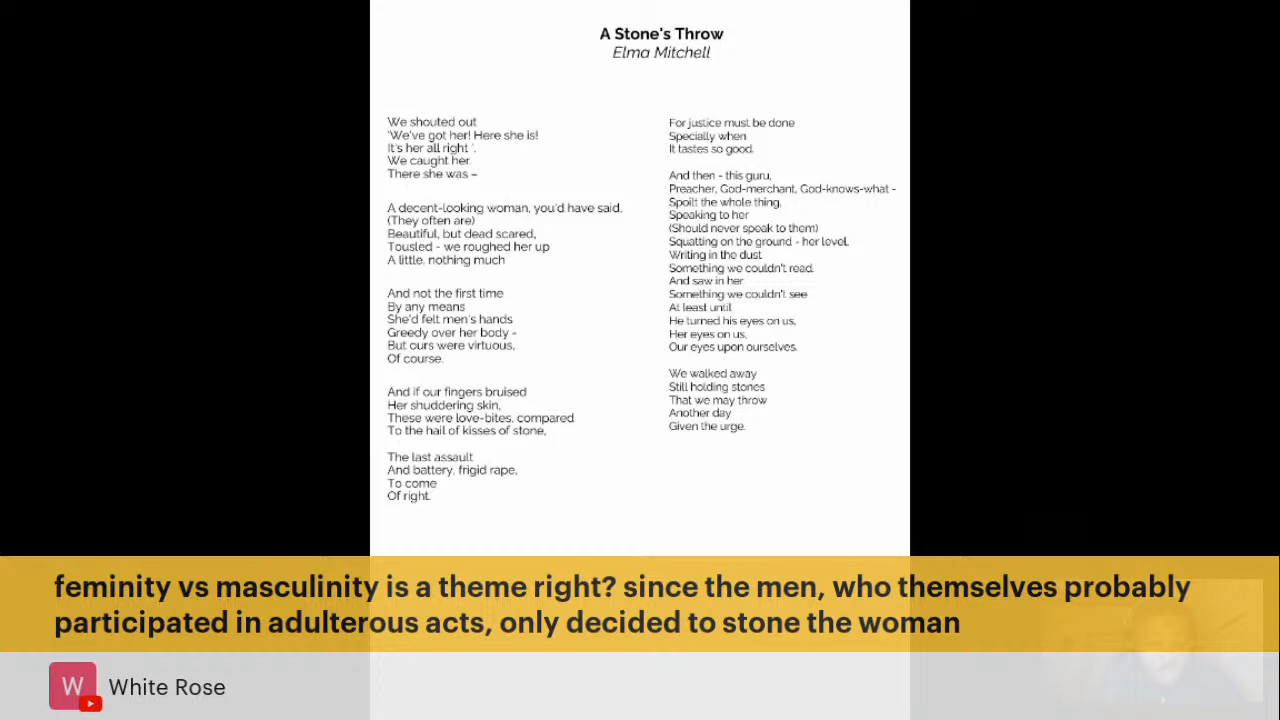 A Stone's Throw
Elma Mitchell
We shouted out
'We've got her! Here she is!
It's her all right '.
We caught her.
There she was –
A decent-looking woman, you'd have said,
(They often are)
Beautiful, but dead scared,
Tousled - we roughed her up
A little, nothing much
And not the first time
By any means
She'd felt men's hands
Greedy over her body -
But ours were virtuous,
Of course.
And if our fingers bruised
Her shuddering skin,
These were love-bites, compared
To the hail of kisses of stone,
The last assault
And battery, frigid rape,
To come
Of right.
For justice must be done
Specially when
It tastes so good.
And then - this guru,
Preacher, God-merchant, God-knows-what -
Spoilt the whole thing,
Speaking to her
(Should never speak to them)
Squatting on the ground - her level,
Writing in the dust
Something we couldn't read.
And saw in her
Something we couldn't see
At least until
He turned his eyes on us,
Her eyes on us,
Our eyes upon ourselves.
We walked away
Still holding stones
That we may throw
Another day
Given the urge.
feminity vs masculinity is a theme right? since the men, who themselves probably
participated in adulterous acts, only decided to stone the woman
W
White Rose